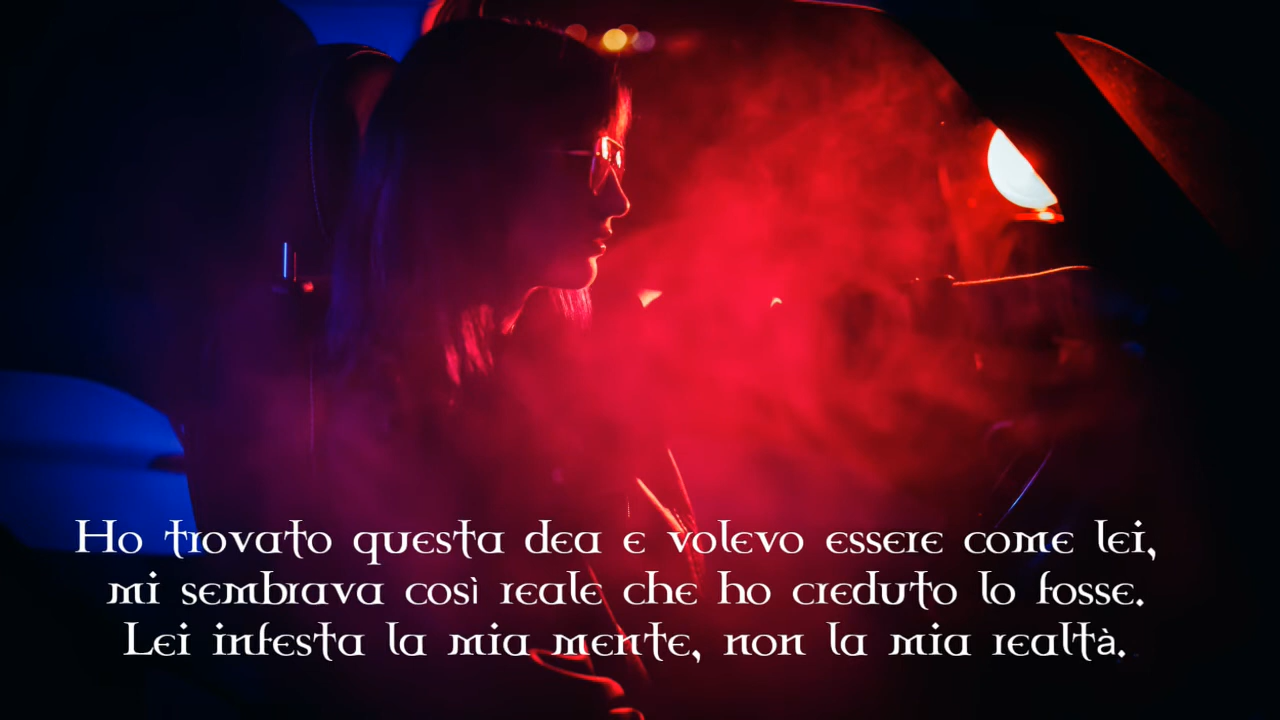 Ho trovato questa dea e volevo essere come lei,
mi sembrava così reale che ho creduto lo fosse.
Lei infesta la mia mente, non la mia realtà.